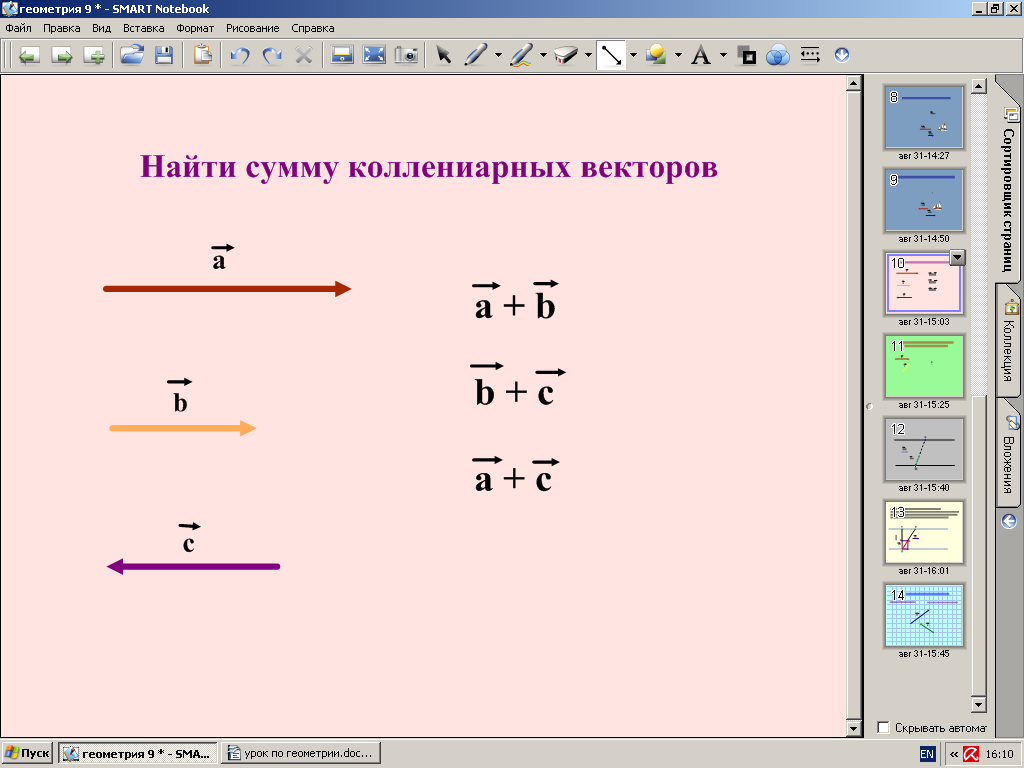 геометрия 9 * - SMART Notebook
Файл Правка Вид Вставка Формат Рисование Справка
Найти сумму коллениарных векторов
a
a + b
b
b + c
a + c
c
8
авг 31-14:27
9
авг 31-14:50
10
авг 31-15:03
11
авг 31-15:25
12
авг 31-15:40
13
авг 31-16:01
14
авг 31-15:45
Сортировщик страниц
Коллекция
Вложения
Скрывать автомат
Пуск
геометрия 9 * - SMA...
урок по геометрии.doc...
EN
«
16:10